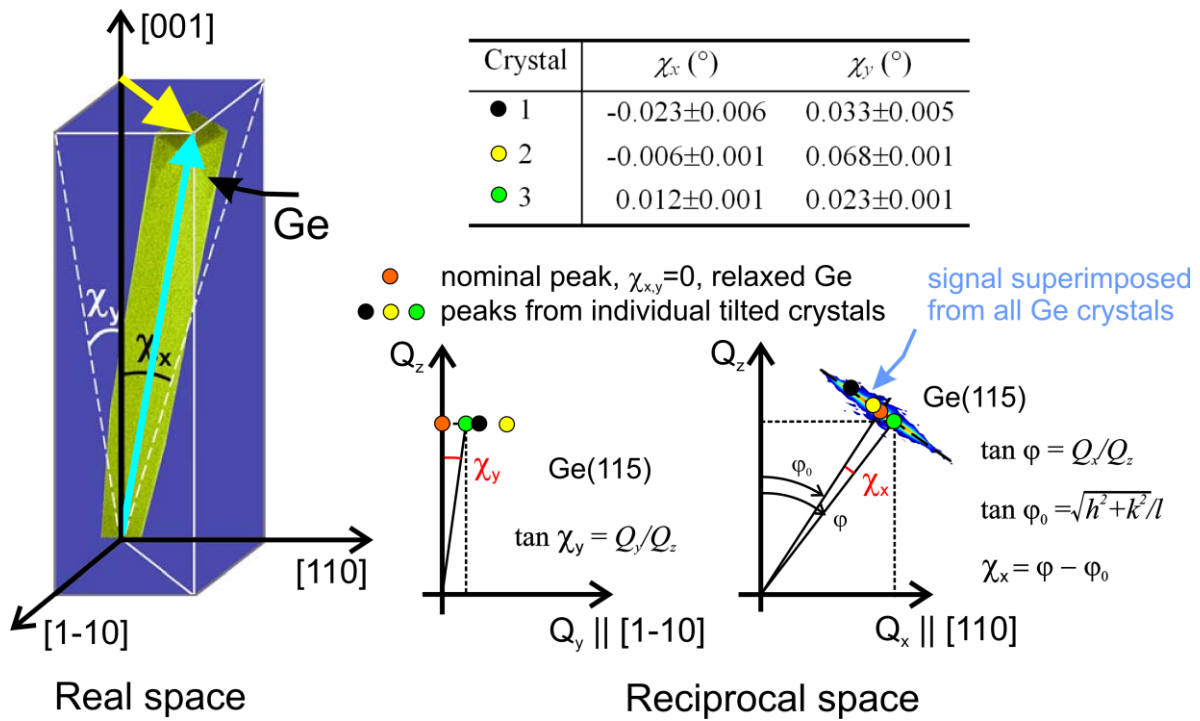 [001]
Ge
χy
χx
[110]
[1-10]
Real space
Crystal χx (°) χy (°)
1 -0.023±0.006 0.033±0.005
2 -0.006±0.001 0.068±0.001
3 0.012±0.001 0.023±0.001
nominal peak, χx,y=0, relaxed Ge
peaks from individual tilted crystals
signal superimposed
from all Ge crystals
Qz
χy
Ge(115)
tan χy = Qy/Qz
Qy || [1-10]
Qz
Ge(115)
φ0
χx
φ
tan φ = Qx/Qz
tan φ0 =√h²+k²/l
χx = φ − φ0
Qx || [110]
Reciprocal space